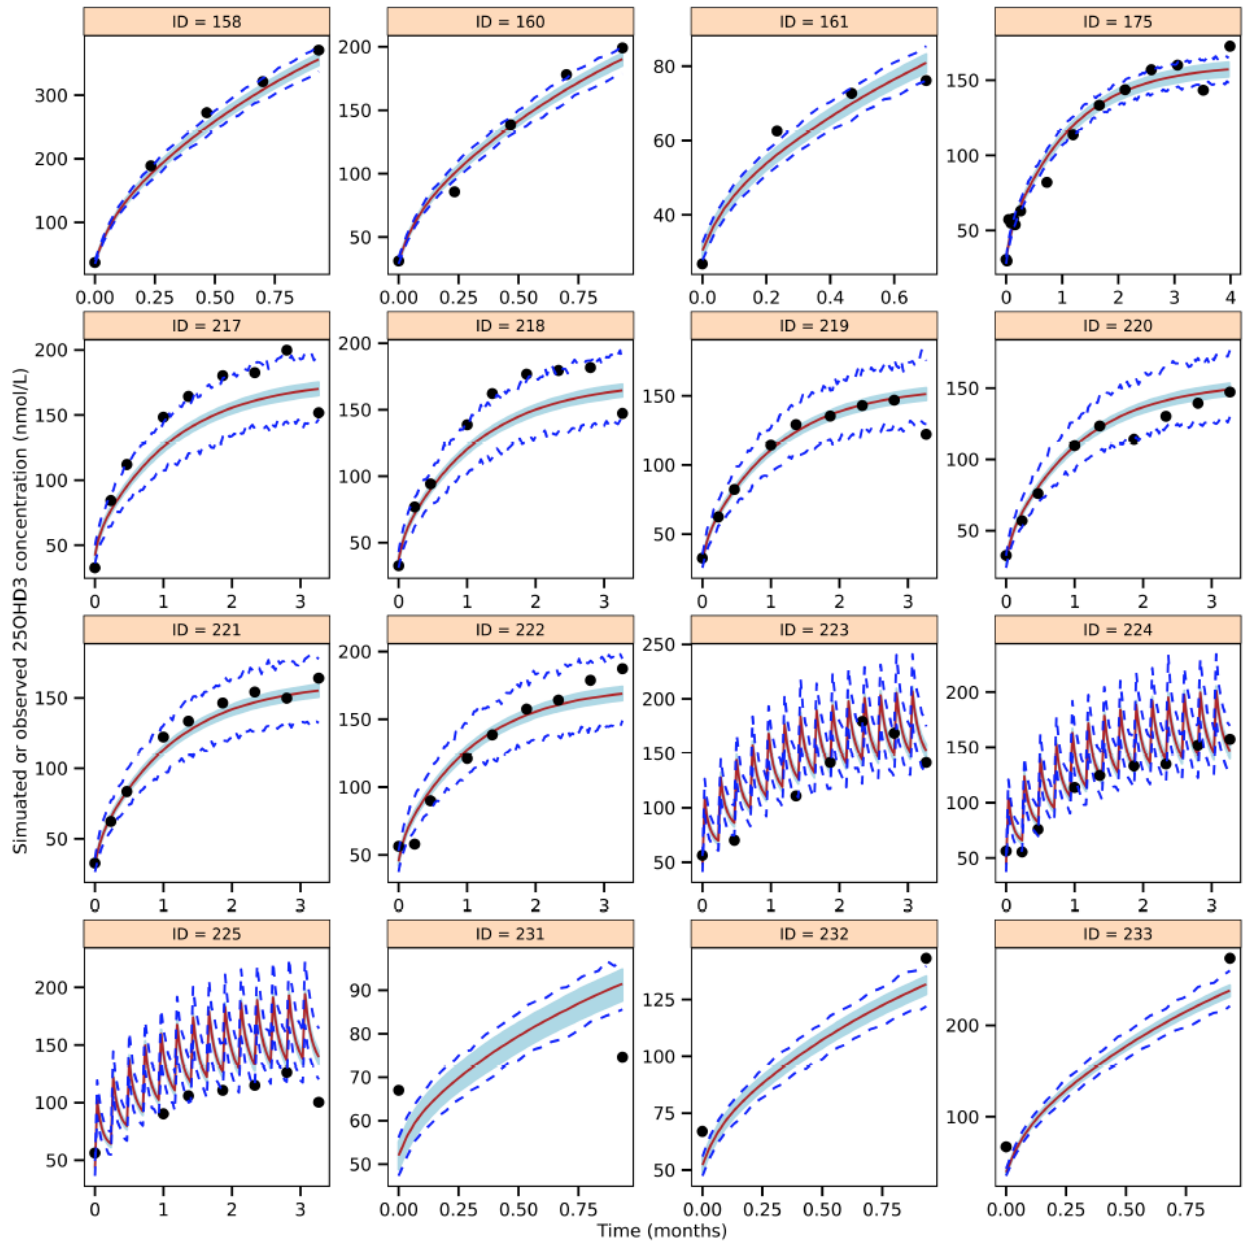 ID = 158
ID = 160
ID = 161
ID = 175
300
200
100
0.00 0.25 0.50 0.75
200
150
100
50
0.00 0.25 0.50 0.75
80
60
40
0.0 0.2 0.4 0.6
150
100
50
0 1 2 3 4
ID = 217
ID = 218
ID = 219
ID = 220
200
150
100
50
0 1 2 3
200
150
100
50
0 1 2 3
150
100
50
0 1 2 3
150
100
50
0 1 2 3
Simuated or observed 25OHD3 concentration (nmol/L)
ID = 221
ID = 222
ID = 223
ID = 224
150
100
50
0 1 2 3
200
150
100
50
0 1 2 3
250
200
150
100
50
0 1 2 3
200
150
100
50
0 1 2 3
ID = 225
ID = 231
ID = 232
ID = 233
200
150
100
50
0 1 2 3
90
80
70
60
50
0.00 0.25 0.50 0.75
125
100
75
50
0.00 0.25 0.50 0.75
200
100
0.00 0.25 0.50 0.75
Time (months)